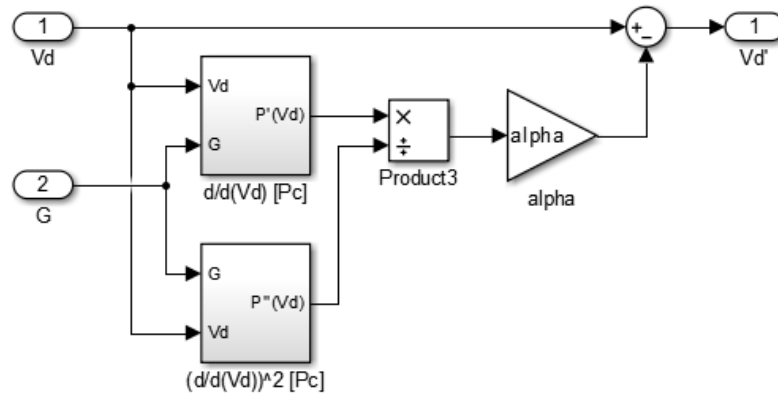 1
Vd
+
−
1
Vd'
Vd
P'(Vd)
G
d/d(Vd) [Pc]
×
÷
Product3
alpha
alpha
2
G
G
P''(Vd)
Vd
(d/d(Vd))^2 [Pc]